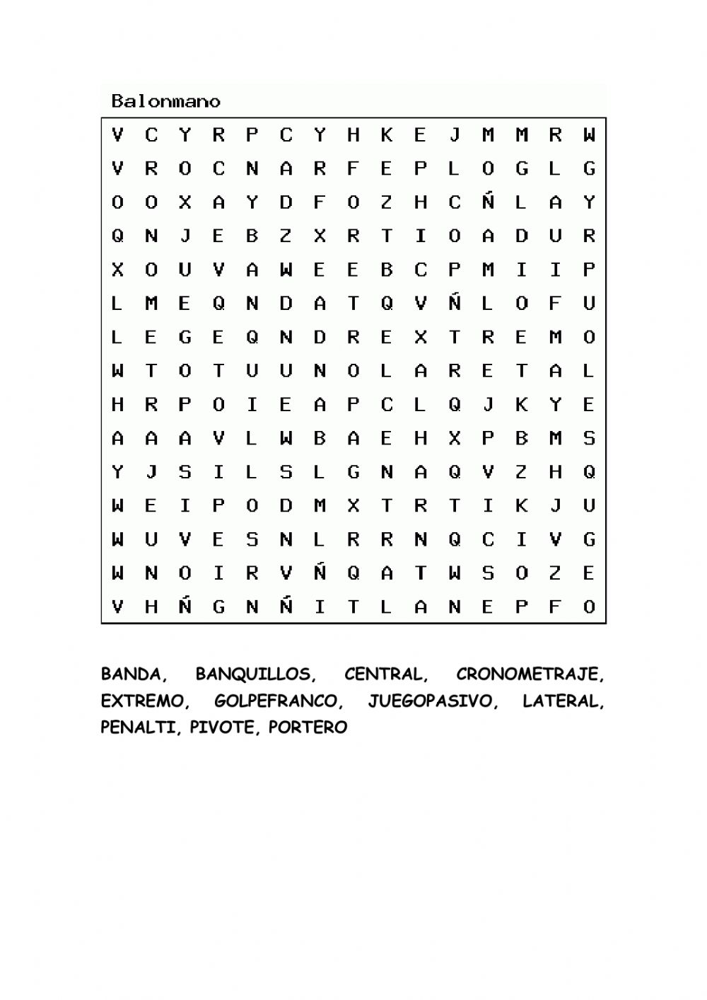 Balonmano
V C Y R P C Y H K E J M M R W
V R O C N A R F E P L O G L G
O O X A Y D F O Z H C Ñ L A Y
Q N J E B Z X R T I O A D U R
X O U V A W E E B C P M I I P
L M E Q N D A T Q V Ñ L O F U
L E G E Q N D R E X T R E M O
W T O T U U N O L A R E T A L
H R P O I E A P C L Q J K Y E
A A A V L W B A E H X P B M S
Y J S I L S L G N A Q V Z H Q
W E I P O D M X T R T I K J U
W U V E S N L R R N Q C I V G
W N O I R V Ñ Q A T W S O Z E
V H Ñ G N Ñ I T L A N E P F O
BANDA, BANQUILLOS, CENTRAL, CRONOMETRAJE,
EXTREMO, GOLPEFRANCO, JUEGOPASIVO, LATERAL,
PENALTI, PIVOTE, PORTERO